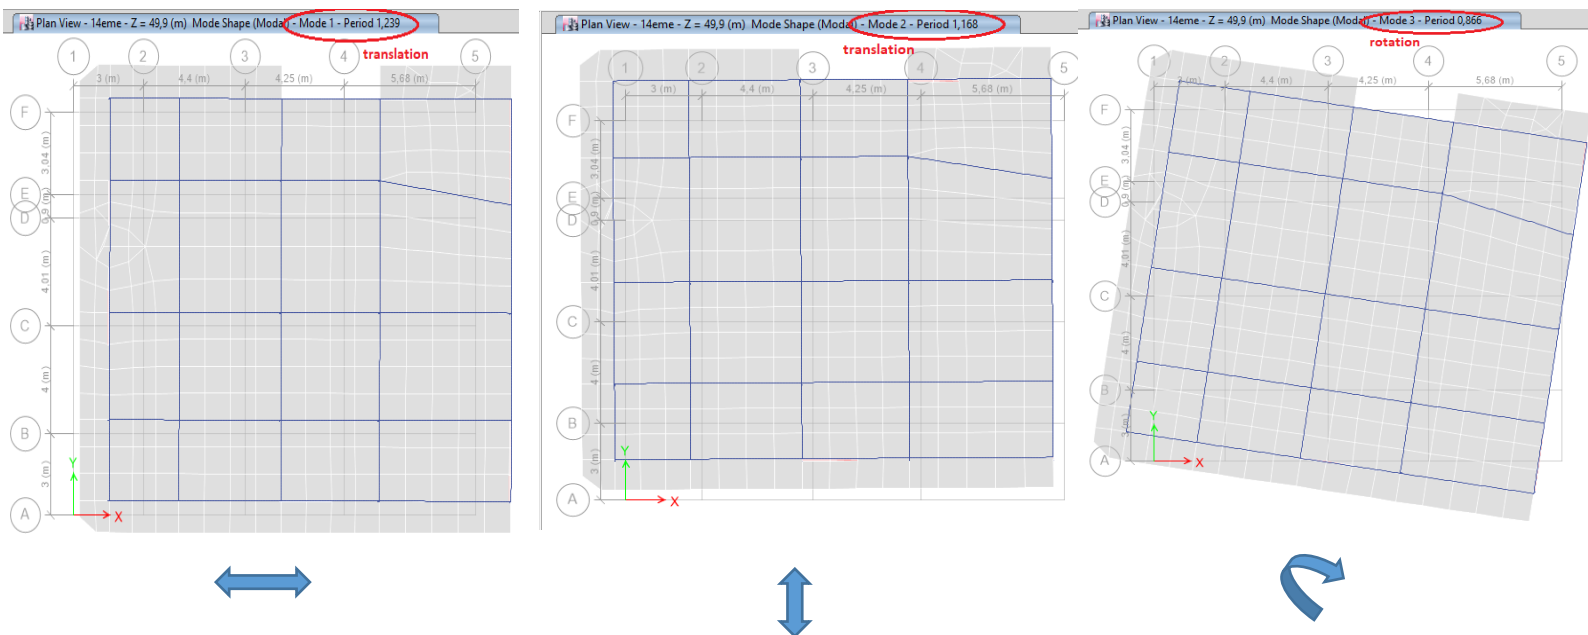 Plan View - 14eme - Z = 49,9 (m) Mode Shape (Modal) - Mode 1 - Period 1,239
translation
1 2 3 4 5
3 (m) 4,4 (m) 4,25 (m) 5,68 (m)
F
3,04 (m)
E
0,9 (m)
D
4,01 (m)
C
4 (m)
B
3 (m)
Y
A
X
Plan View - 14eme - Z = 49,9 (m) Mode Shape (Modal) - Mode 2 - Period 1,168
translation
1 2 3 4 5
3 (m) 4,4 (m) 4,25 (m) 5,68 (m)
F
3,04 (m)
E
0,9 (m)
D
4,01 (m)
C
4 (m)
B
3 (m)
Y
A
X
Plan View - 14eme - Z = 49,9 (m) Mode Shape (Modal) - Mode 3 - Period 0,866
rotation
1 2 3 4 5
3 (m) 4,4 (m) 4,25 (m) 5,68 (m)
F
3,04 (m)
E
0,9 (m)
D
4,01 (m)
C
4 (m)
B
3 (m)
Y
A
X